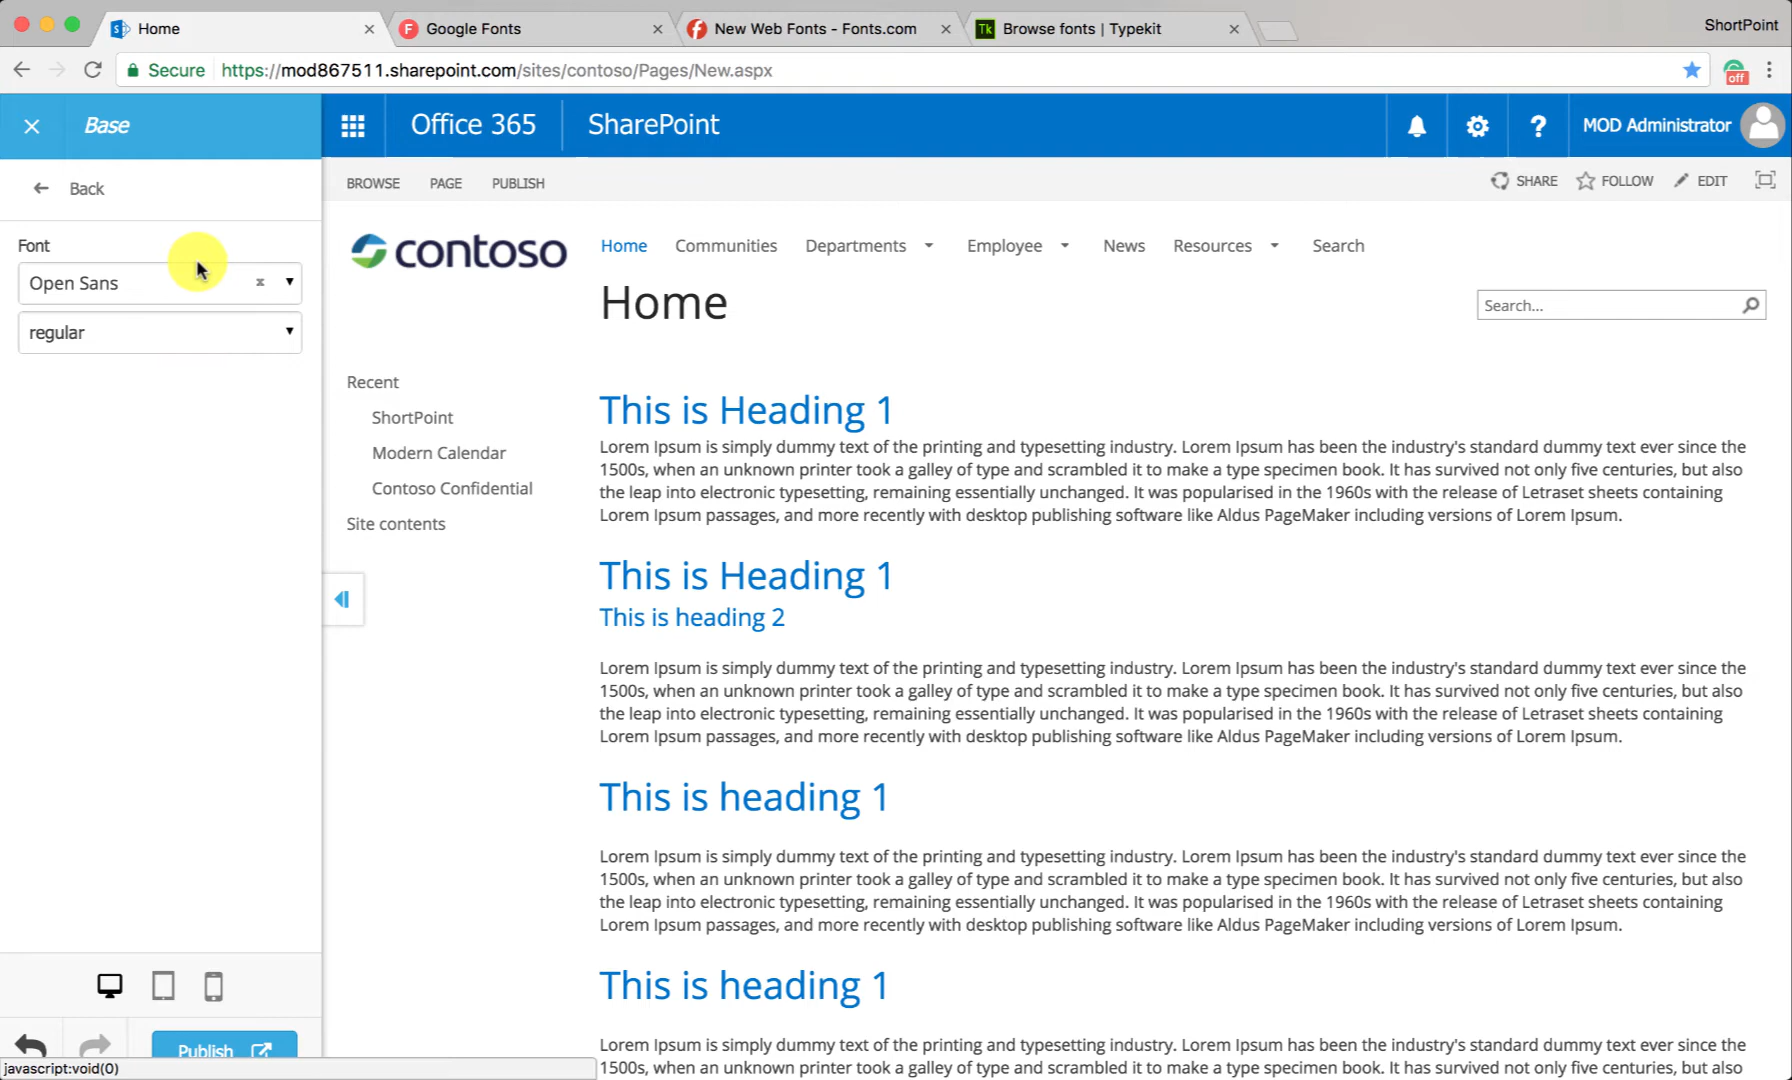 Home
Google Fonts
New Web Fonts - Fonts.com
Browse fonts | Typekit
ShortPoint
Secure
https://mod867511.sharepoint.com/sites/contoso/Pages/New.aspx
off
Base
Office 365
SharePoint
MOD Administrator
Back
BROWSE
PAGE
PUBLISH
SHARE
FOLLOW
EDIT
Font
Open Sans
regular
contoso
Home
Communities
Departments
Employee
News
Resources
Search
Home
Search...
Recent
ShortPoint
Modern Calendar
Contoso Confidential
Site contents
This is Heading 1
Lorem Ipsum is simply dummy text of the printing and typesetting industry. Lorem Ipsum has been the industry's standard dummy text ever since the
1500s, when an unknown printer took a galley of type and scrambled it to make a type specimen book. It has survived not only five centuries, but also
the leap into electronic typesetting, remaining essentially unchanged. It was popularised in the 1960s with the release of Letraset sheets containing
Lorem Ipsum passages, and more recently with desktop publishing software like Aldus PageMaker including versions of Lorem Ipsum.
This is Heading 1
This is heading 2
Lorem Ipsum is simply dummy text of the printing and typesetting industry. Lorem Ipsum has been the industry's standard dummy text ever since the
1500s, when an unknown printer took a galley of type and scrambled it to make a type specimen book. It has survived not only five centuries, but also
the leap into electronic typesetting, remaining essentially unchanged. It was popularised in the 1960s with the release of Letraset sheets containing
Lorem Ipsum passages, and more recently with desktop publishing software like Aldus PageMaker including versions of Lorem Ipsum.
This is heading 1
Lorem Ipsum is simply dummy text of the printing and typesetting industry. Lorem Ipsum has been the industry's standard dummy text ever since the
1500s, when an unknown printer took a galley of type and scrambled it to make a type specimen book. It has survived not only five centuries, but also
the leap into electronic typesetting, remaining essentially unchanged. It was popularised in the 1960s with the release of Letraset sheets containing
Lorem Ipsum passages, and more recently with desktop publishing software like Aldus PageMaker including versions of Lorem Ipsum.
This is heading 1
Lorem Ipsum is simply dummy text of the printing and typesetting industry. Lorem Ipsum has been the industry's standard dummy text ever since the
1500s, when an unknown printer took a galley of type and scrambled it to make a type specimen book. It has survived not only five centuries, but also
Publish
javascript:void(0)